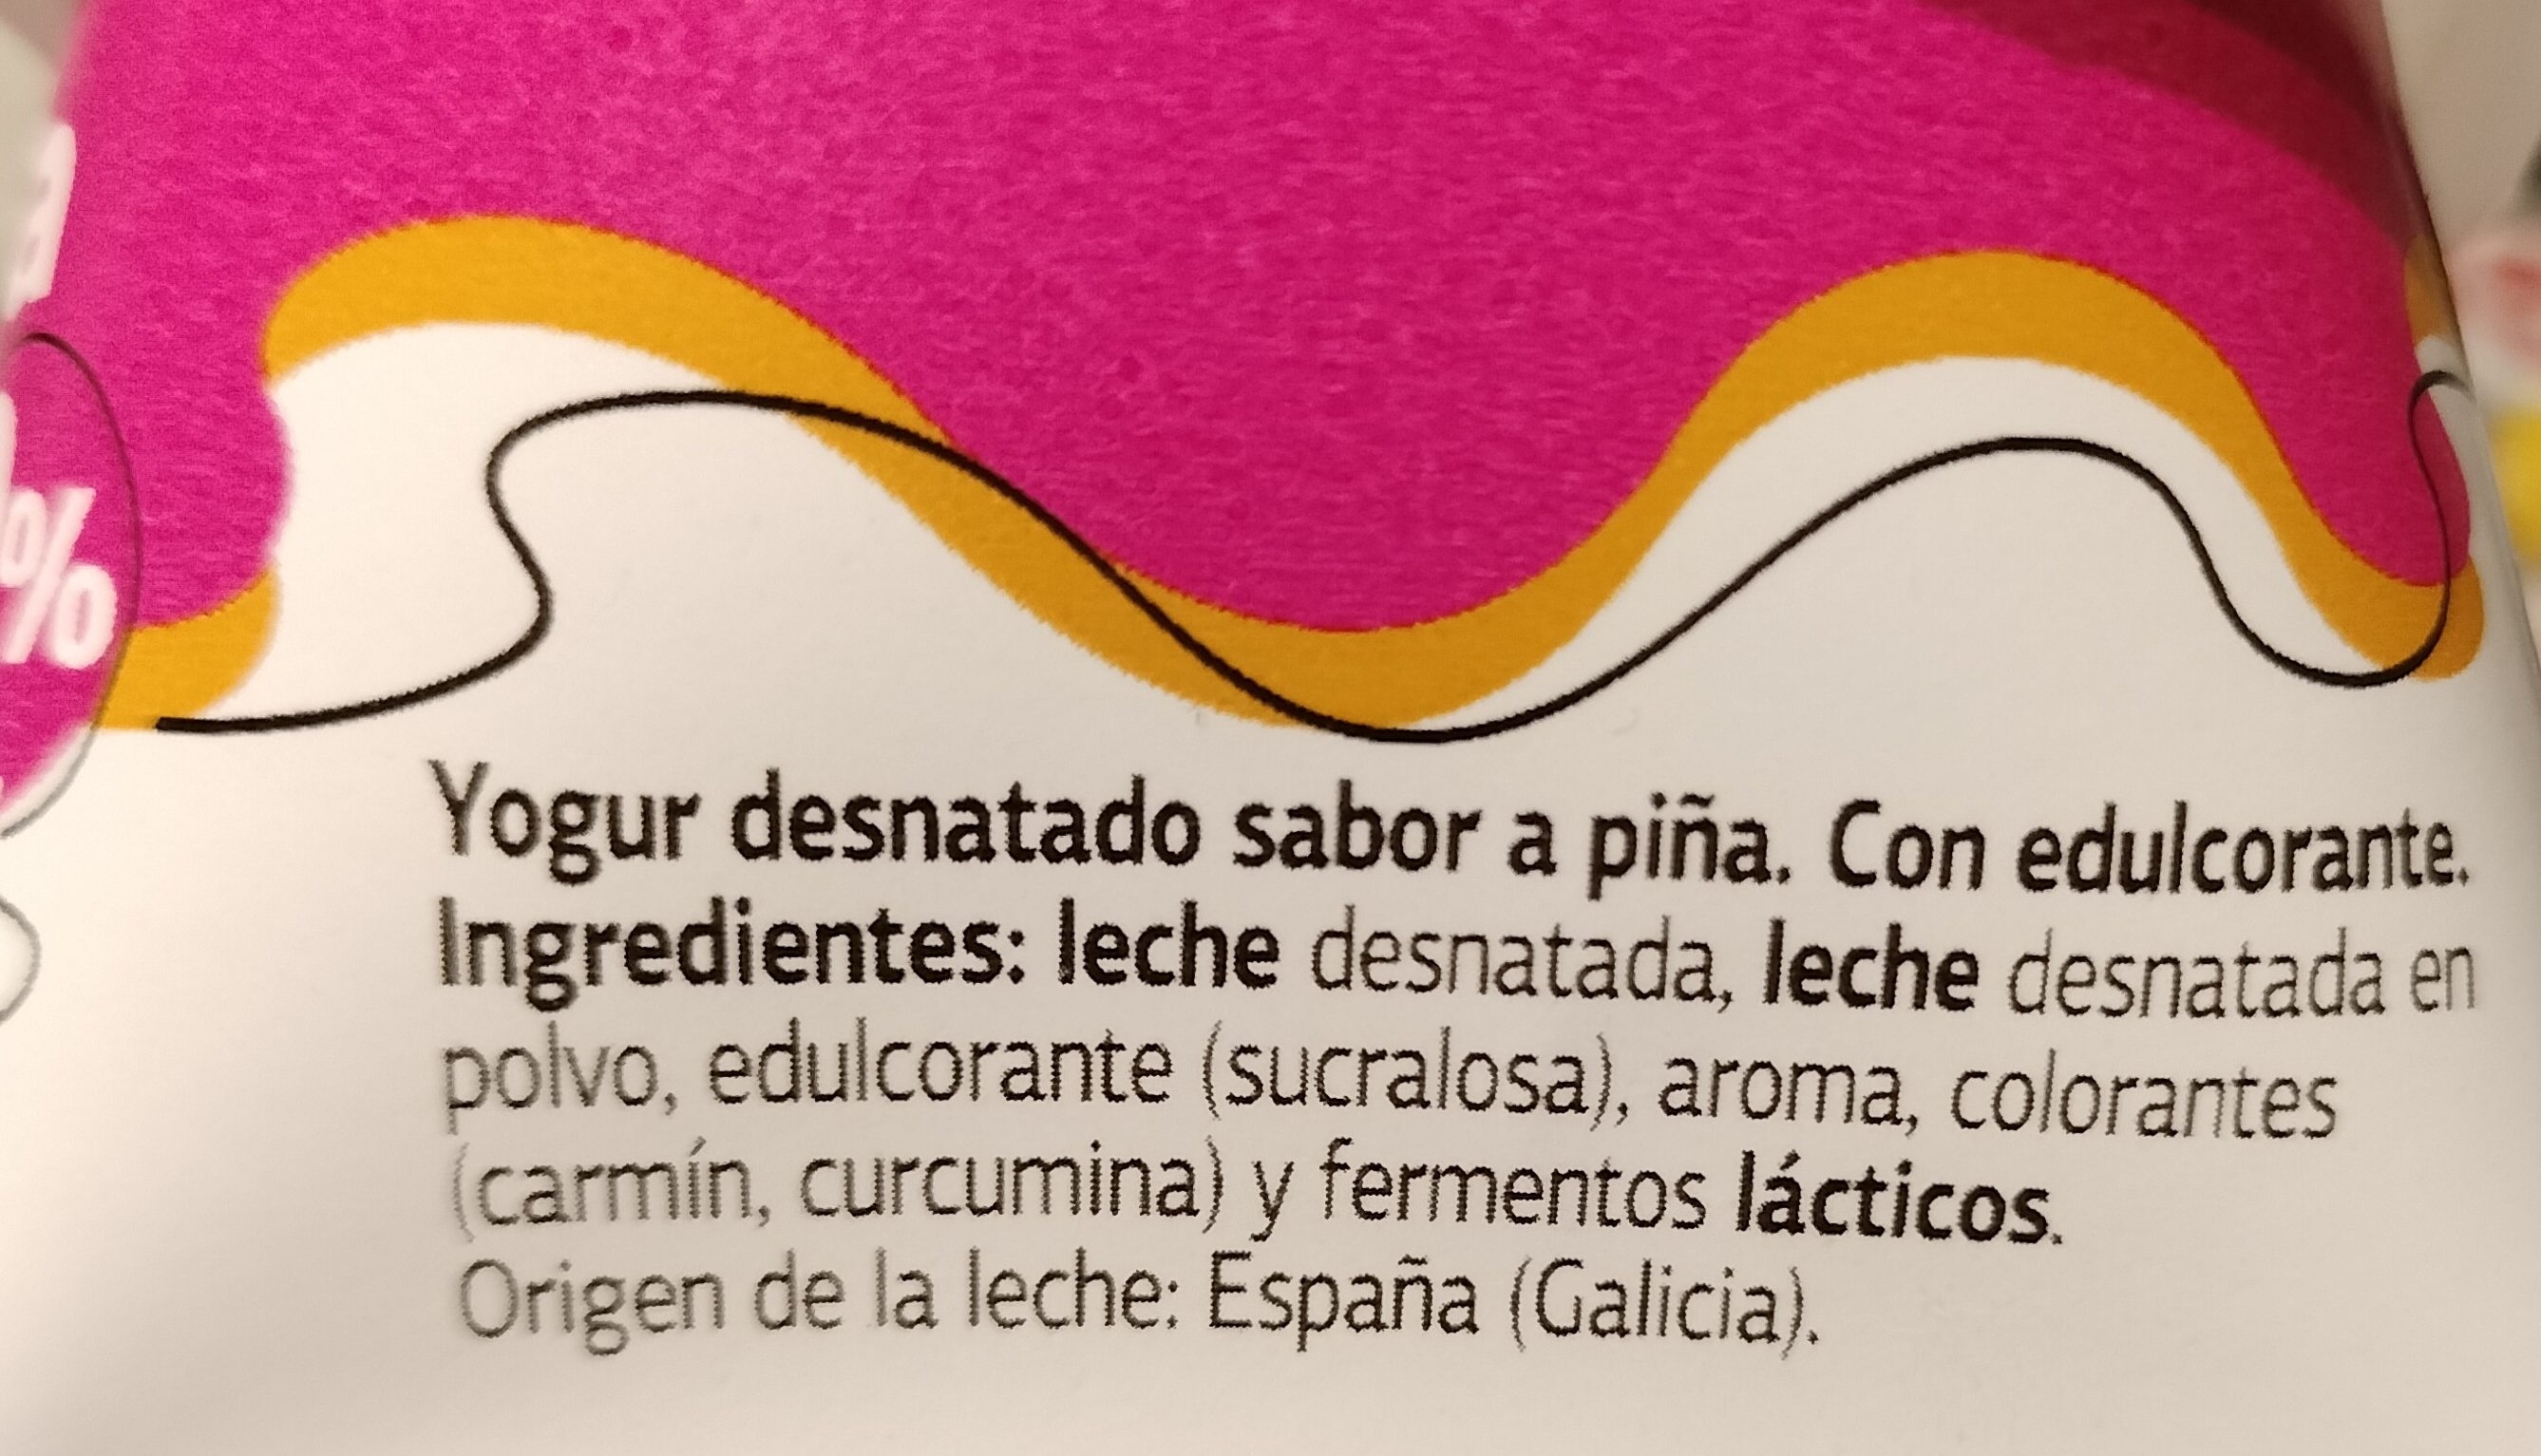 %
Yogur desnatado sabor a piña. Con edulcorante.
Ingredientes: leche desnatada, leche desnatada en
polvo, edulcorante (sucralosa), aroma, colorantes
(carmín, curcumina) y fermentos lácticos.
Origen de la leche: España (Galicia).